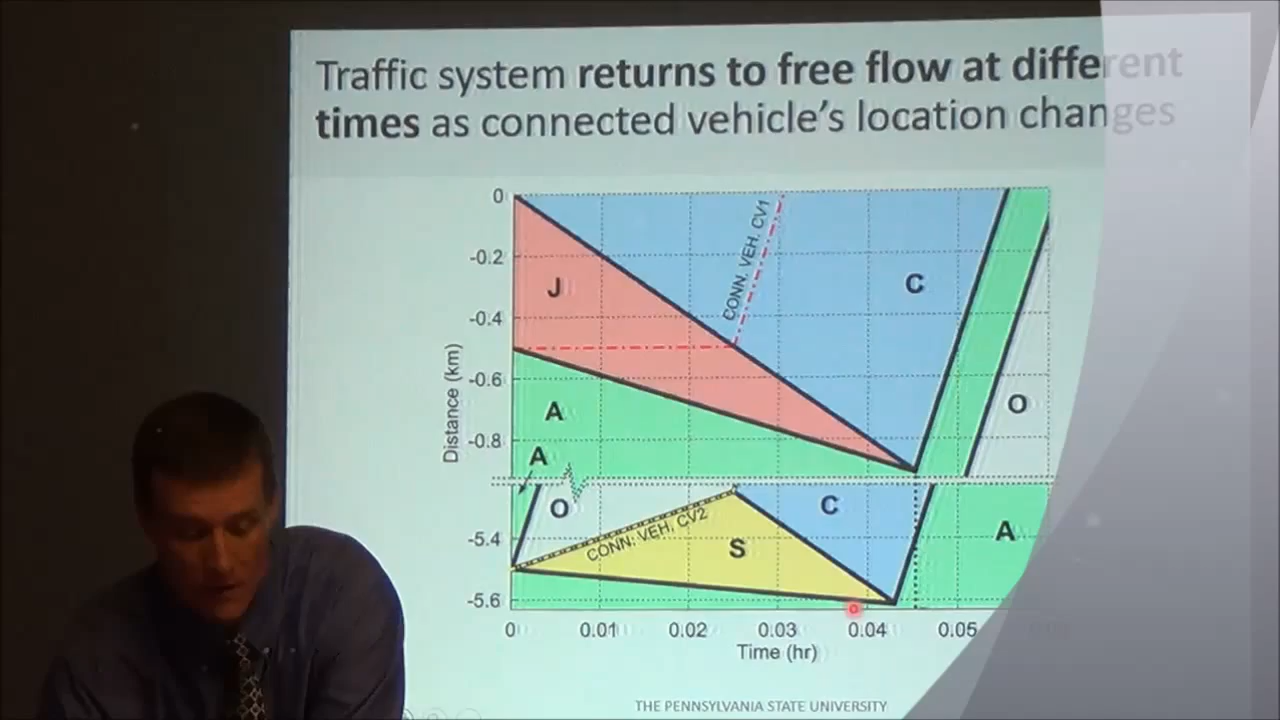 Traffic system returns to free flow at different
times as connected vehicle's location changes
0
-0.2
-0.4
-0.6
-0.8
-5.4
-5.6
Distance (km)
J
CONN. VEH. CV1
C
A
A
O
O
CONN. VEH. CV2
S
C
A
0 0.01 0.02 0.03 0.04 0.05
Time (hr)
THE PENNSYLVANIA STATE UNIVERSITY